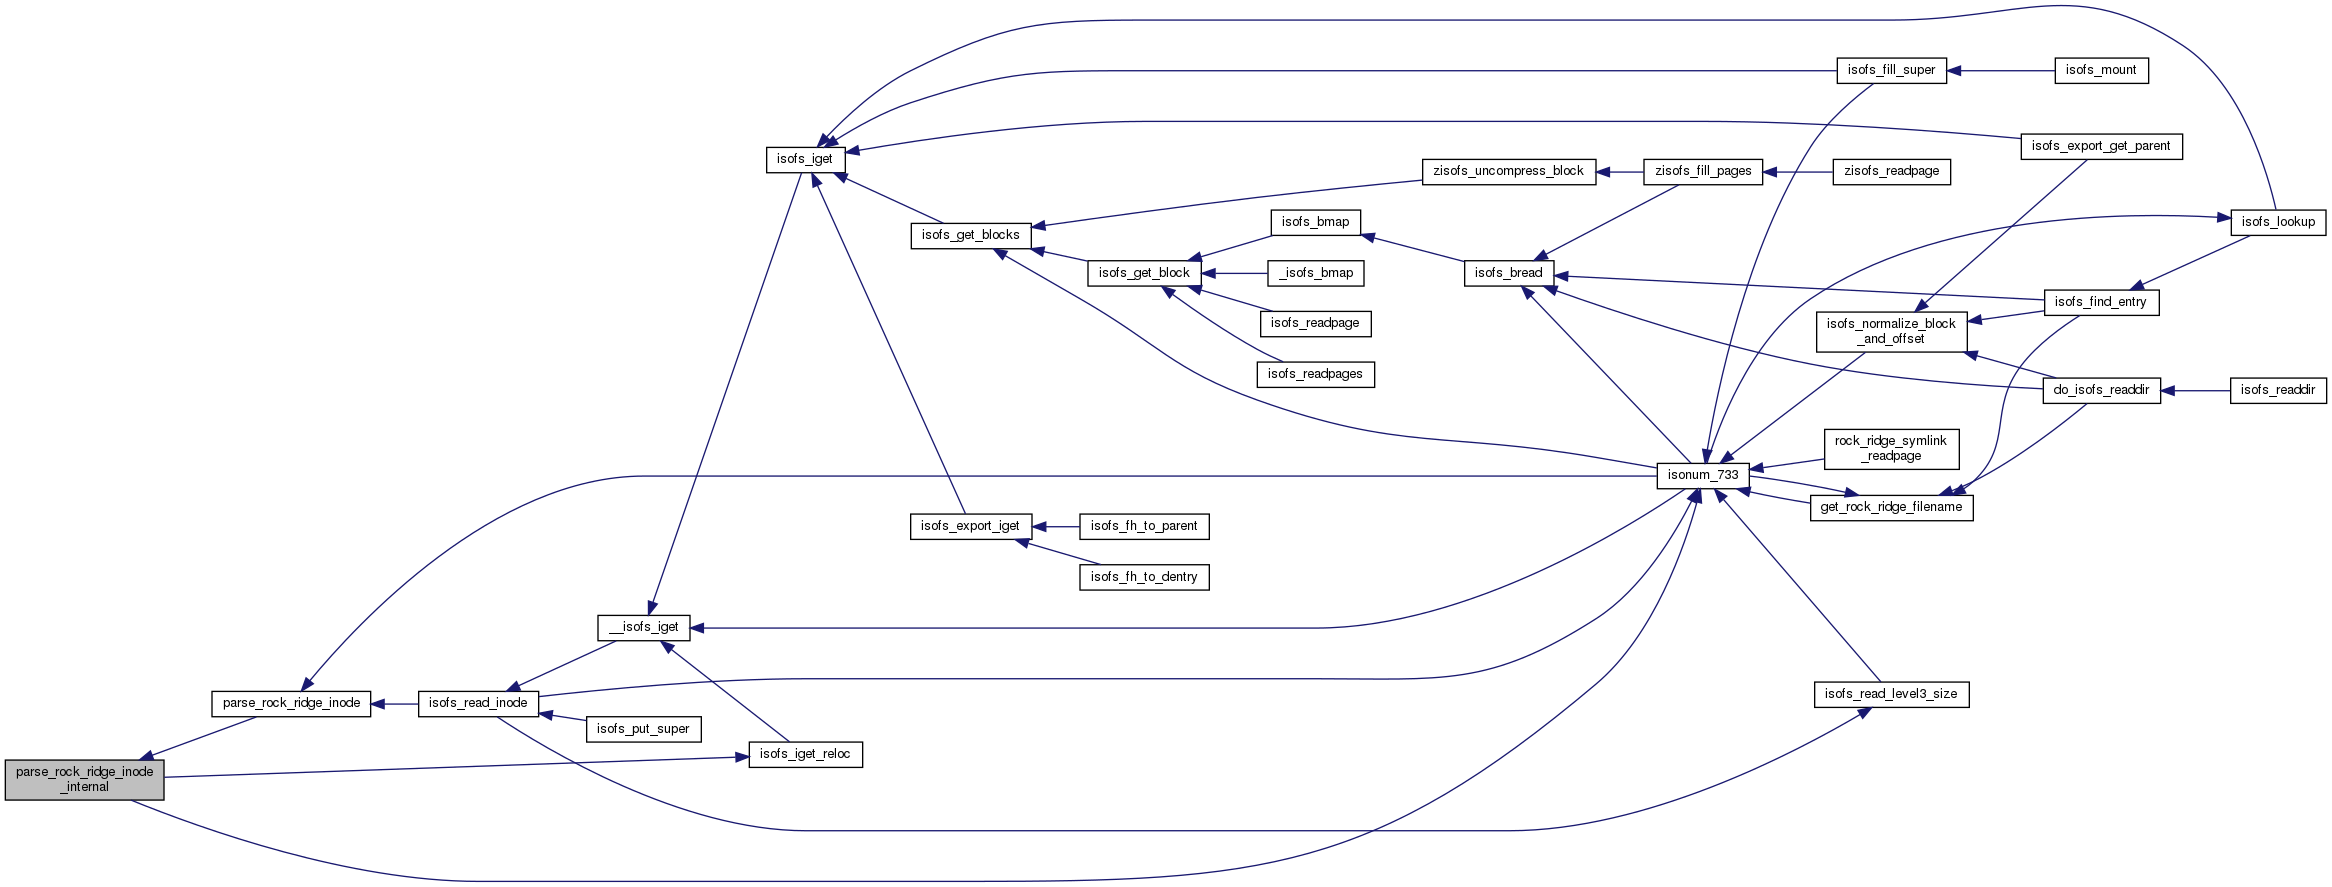 isofs_fill_super
isofs_mount
isofs_export_get_parent
isofs_iget
zisofs_uncompress_block
zisofs_fill_pages
zisofs_readpage
isofs_bmap
isofs_lookup
isofs_get_blocks
isofs_get_block
_isofs_bmap
isofs_bread
isofs_find_entry
isofs_readpage
isofs_normalize_block
_and_offset
isofs_readpages
do_isofs_readdir
isofs_readdir
rock_ridge_symlink
_readpage
isonum_733
get_rock_ridge_filename
isofs_export_iget
isofs_fh_to_parent
isofs_fh_to_dentry
__isofs_iget
isofs_read_level3_size
parse_rock_ridge_inode
isofs_read_inode
isofs_put_super
isofs_iget_reloc
parse_rock_ridge_inode
_internal